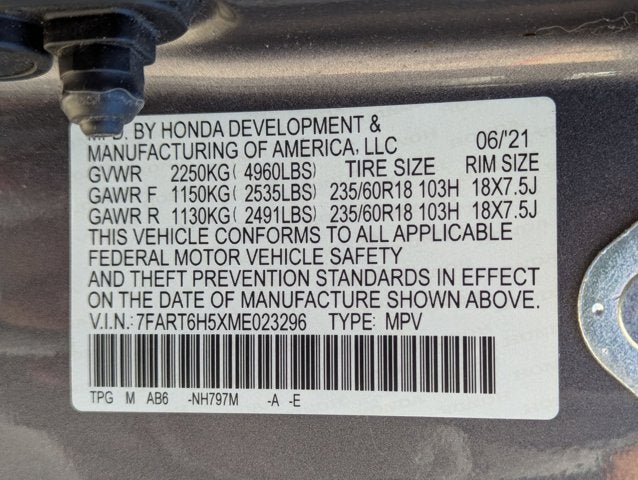 MFD. BY HONDA DEVELOPMENT &
MANUFACTURING OF AMERICA, LLC 06/'21
GVWR 2250KG( 4960LBS) TIRE SIZE RIM SIZE
GAWR F 1150KG( 2535LBS) 235/60R18 103H 18X7.5J
GAWR R 1130KG( 2491LBS) 235/60R18 103H 18X7.5J
THIS VEHICLE CONFORMS TO ALL APPLICABLE
FEDERAL MOTOR VEHICLE SAFETY
AND THEFT PREVENTION STANDARDS IN EFFECT
ON THE DATE OF MANUFACTURE SHOWN ABOVE.
V.I.N.: 7FART6H5XME023296 TYPE: MPV
TPG M AB6 -NH797M -A -E